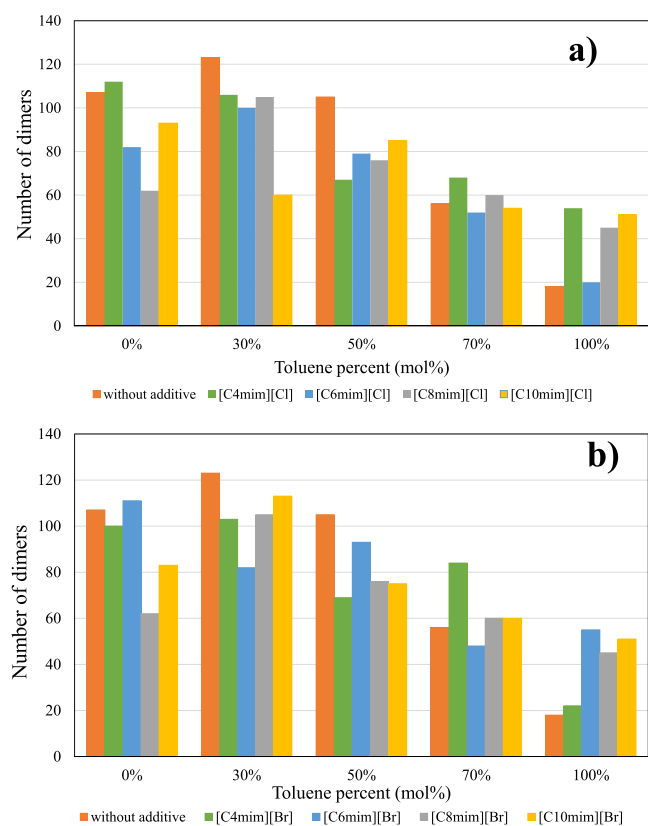 a)
Number of dimers
140
120
100
80
60
40
20
0
0% 30% 50% 70% 100%
Toluene percent (mol%)
without additive [C4mim][Cl] [C6mim][Cl] [C8mim][Cl] [C10mim][Cl]
b)
Number of dimers
140
120
100
80
60
40
20
0
0% 30% 50% 70% 100%
Toluene percent (mol%)
without additive [C4mim][Br] [C6mim][Br] [C8mim][Br] [C10mim][Br]